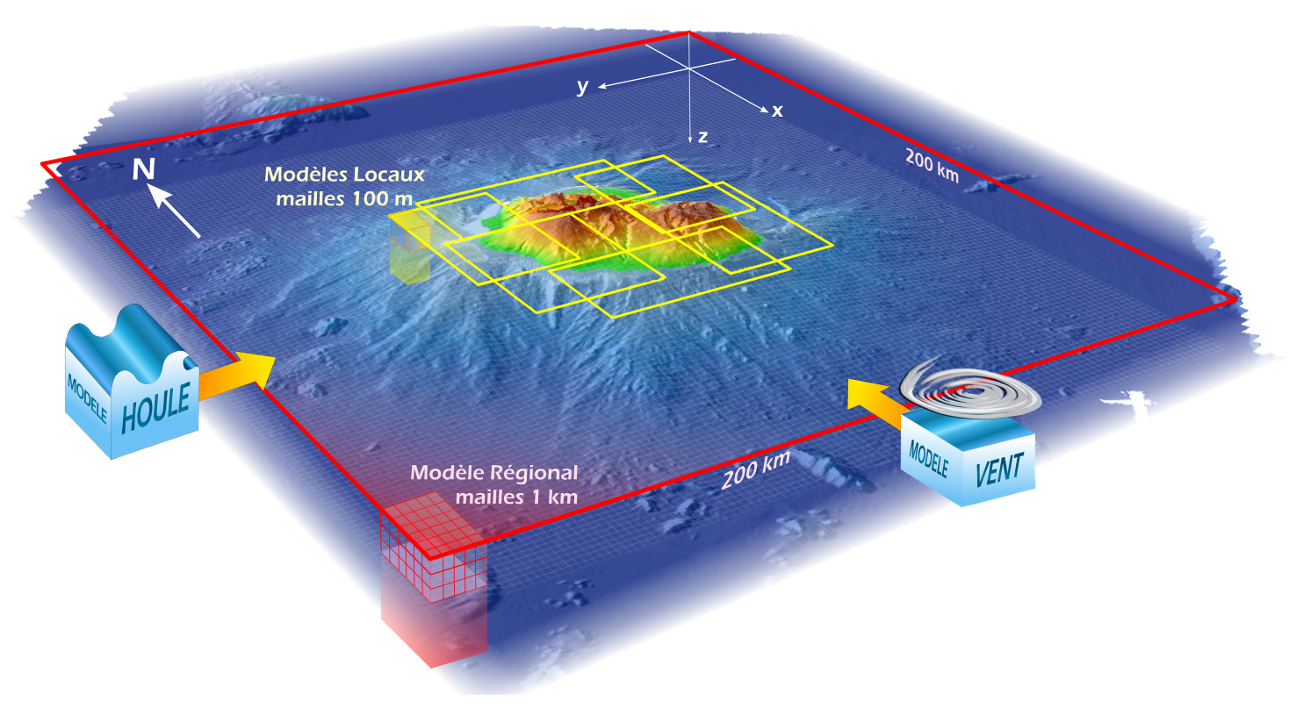 y
x
z
N
200 km
Modèles Locaux
mailles 100 m
MODELE
HOULE
Modèle Régional
mailles 1 km
200 km
MODELE
VENT